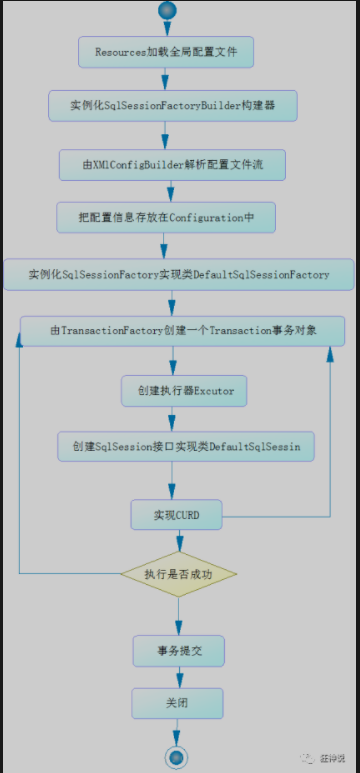 Resources加载全局配置文件
实例化SqlSessionFactoryBuilder构建器
由XMlConfigBuilder解析配置文件流
把配置信息存放在Configuration中
实例化SqlSessionFactory实现类DefaultSqlSessionFactory
由TransactionFactory创建一个Transaction事务对象
创建执行器Excutor
创建SqlSession接口实现类DefaultSqlSessin
实现CURD
执行是否成功
事务提交
关闭
狂神说